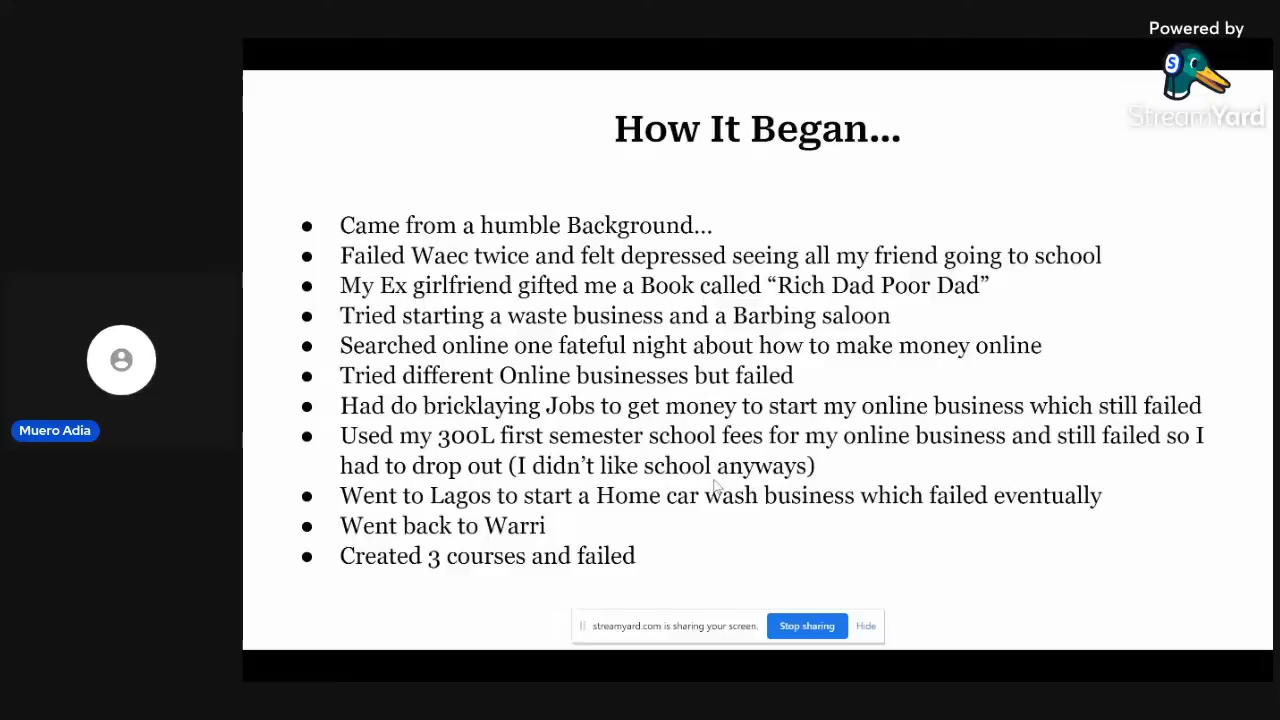 Powered by
S
StreamYard
How It Began...
● Came from a humble Background...
● Failed Waec twice and felt depressed seeing all my friend going to school
● My Ex girlfriend gifted me a Book called “Rich Dad Poor Dad”
● Tried starting a waste business and a Barbing saloon
● Searched online one fateful night about how to make money online
● Tried different Online businesses but failed
● Had do bricklaying Jobs to get money to start my online business which still failed
● Used my 300L first semester school fees for my online business and still failed so I
had to drop out (I didn’t like school anyways)
● Went to Lagos to start a Home car wash business which failed eventually
● Went back to Warri
● Created 3 courses and failed
Muero Adia
streamyard.com is sharing your screen. Stop sharing Hide